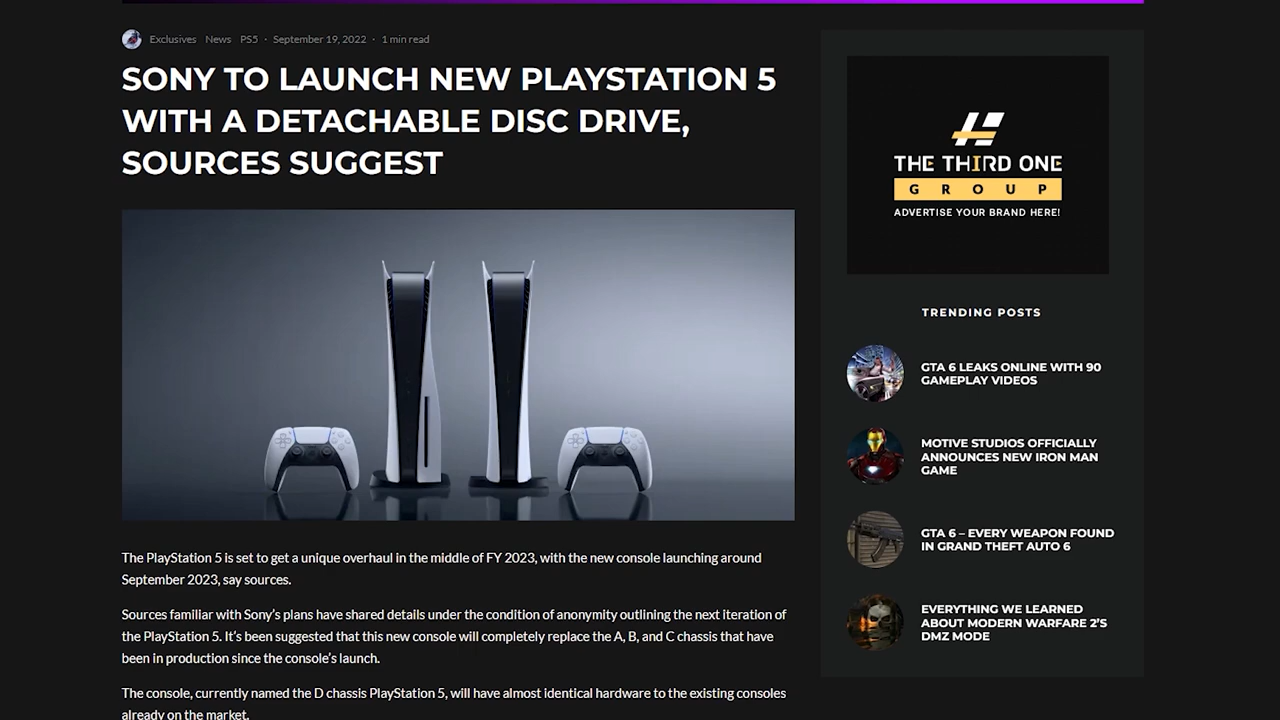 Exclusives News PS5 · September 19, 2022 · 1 min read
SONY TO LAUNCH NEW PLAYSTATION 5
WITH A DETACHABLE DISC DRIVE,
SOURCES SUGGEST
The PlayStation 5 is set to get a unique overhaul in the middle of FY 2023, with the new console launching around
September 2023, say sources.
Sources familiar with Sony's plans have shared details under the condition of anonymity outlining the next iteration of
the PlayStation 5. It's been suggested that this new console will completely replace the A, B, and C chassis that have
been in production since the console's launch.
The console, currently named the D chassis PlayStation 5, will have almost identical hardware to the existing consoles
already on the market.
THE THIRD ONE
GROUP
ADVERTISE YOUR BRAND HERE!
TRENDING POSTS
GTA 6 LEAKS ONLINE WITH 90
GAMEPLAY VIDEOS
MOTIVE STUDIOS OFFICIALLY
ANNOUNCES NEW IRON MAN
GAME
GTA 6 – EVERY WEAPON FOUND
IN GRAND THEFT AUTO 6
EVERYTHING WE LEARNED
ABOUT MODERN WARFARE 2'S
DMZ MODE